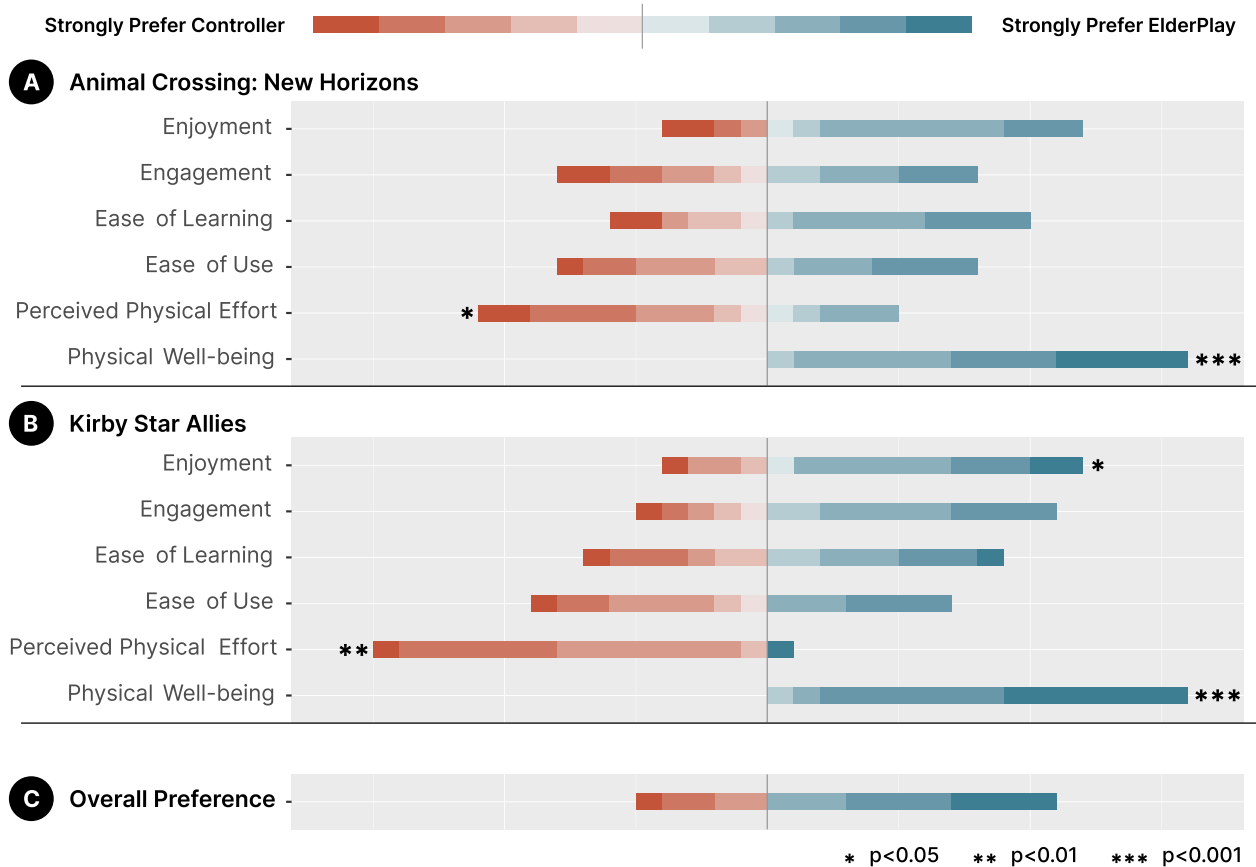 Strongly Prefer Controller Strongly Prefer ElderPlay
A Animal Crossing: New Horizons
Enjoyment
Engagement
Ease of Learning
Ease of Use
Perceived Physical Effort *
Physical Well-being ***
B Kirby Star Allies
Enjoyment *
Engagement
Ease of Learning
Ease of Use
Perceived Physical Effort **
Physical Well-being ***
C Overall Preference
* p<0.05 ** p<0.01 *** p<0.001